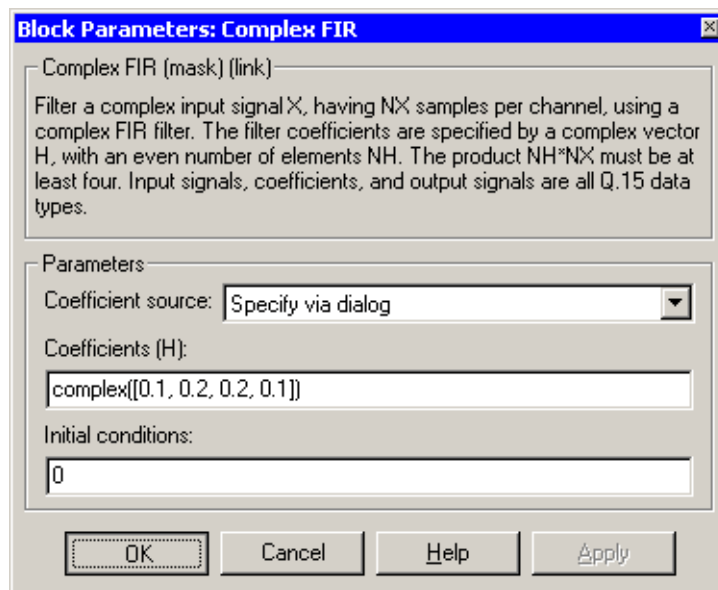 Block Parameters: Complex FIR
Complex FIR (mask) (link)
Filter a complex input signal X, having NX samples per channel, using a
complex FIR filter. The filter coefficients are specified by a complex vector
H, with an even number of elements NH. The product NH*NX must be at
least four. Input signals, coefficients, and output signals are all Q.15 data
types.
Parameters
Coefficient source: Specify via dialog
Coefficients (H):
complex([0.1, 0.2, 0.2, 0.1])
Initial conditions:
0
OK Cancel Help Apply